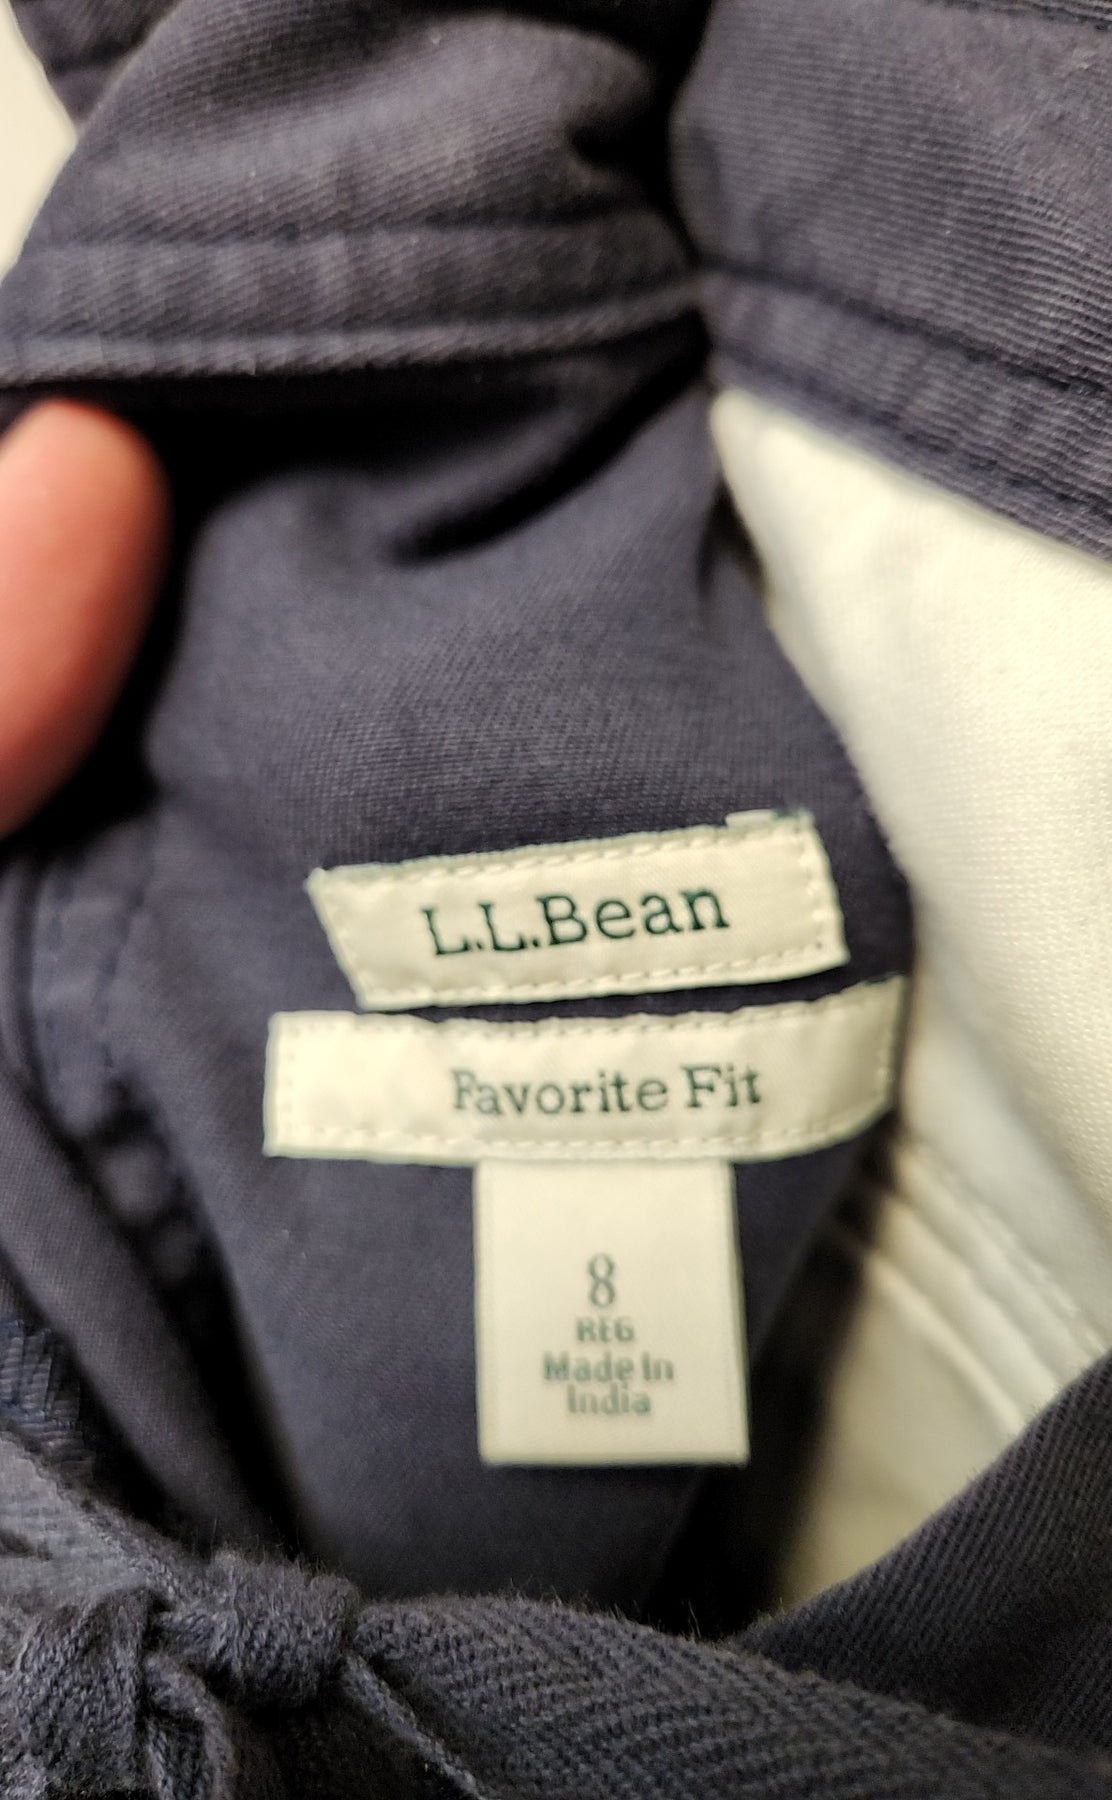 L.L.Bean
Favorite Fit
8
REG
Made In
India